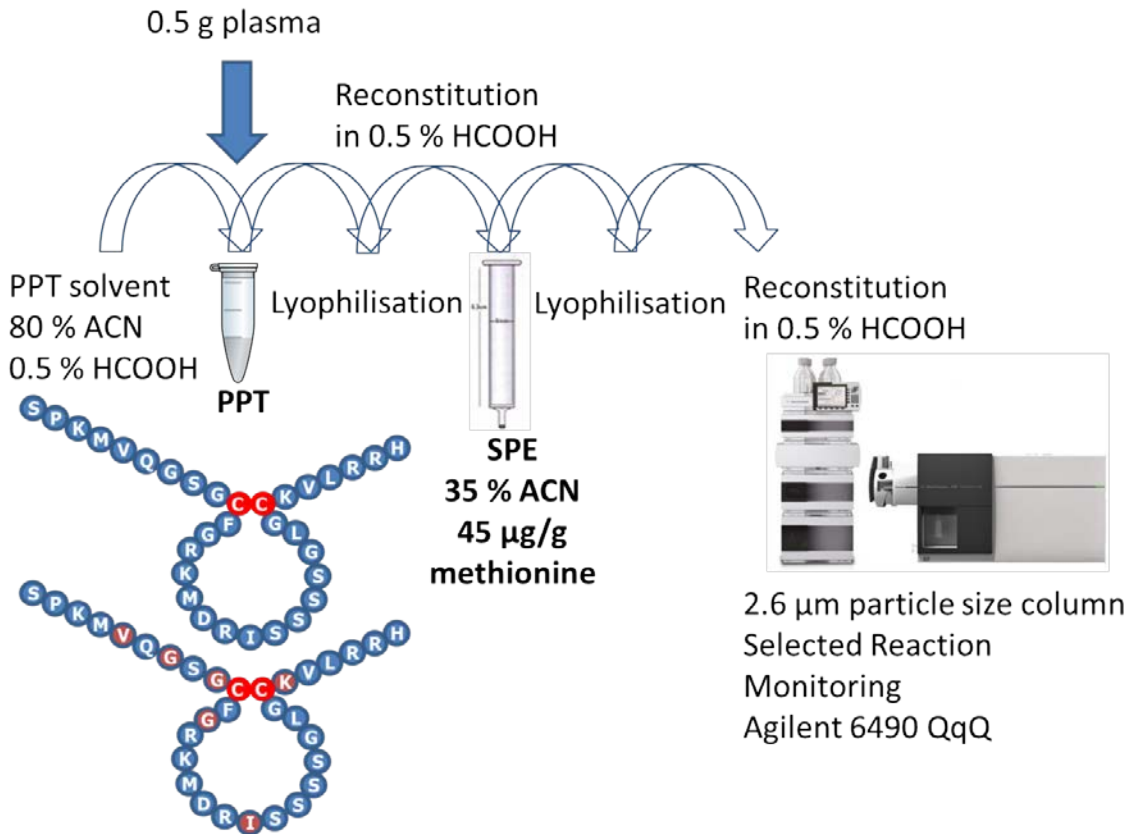 0.5 g plasma
Reconstitution
in 0.5 % HCOOH
PPT solvent
80 % ACN
0.5 % HCOOH
PPT
Lyophilisation
SPE
35 % ACN
45 µg/g
methionine
Lyophilisation
Reconstitution
in 0.5 % HCOOH
2.6 µm particle size column
Selected Reaction
Monitoring
Agilent 6490 QqQ
S P K M V Q G S G C F G R K M D R I S S S S G L G C K V L R R H
S P K M V Q G S G C F G R K M D R I S S S S G L G C K V L R R H